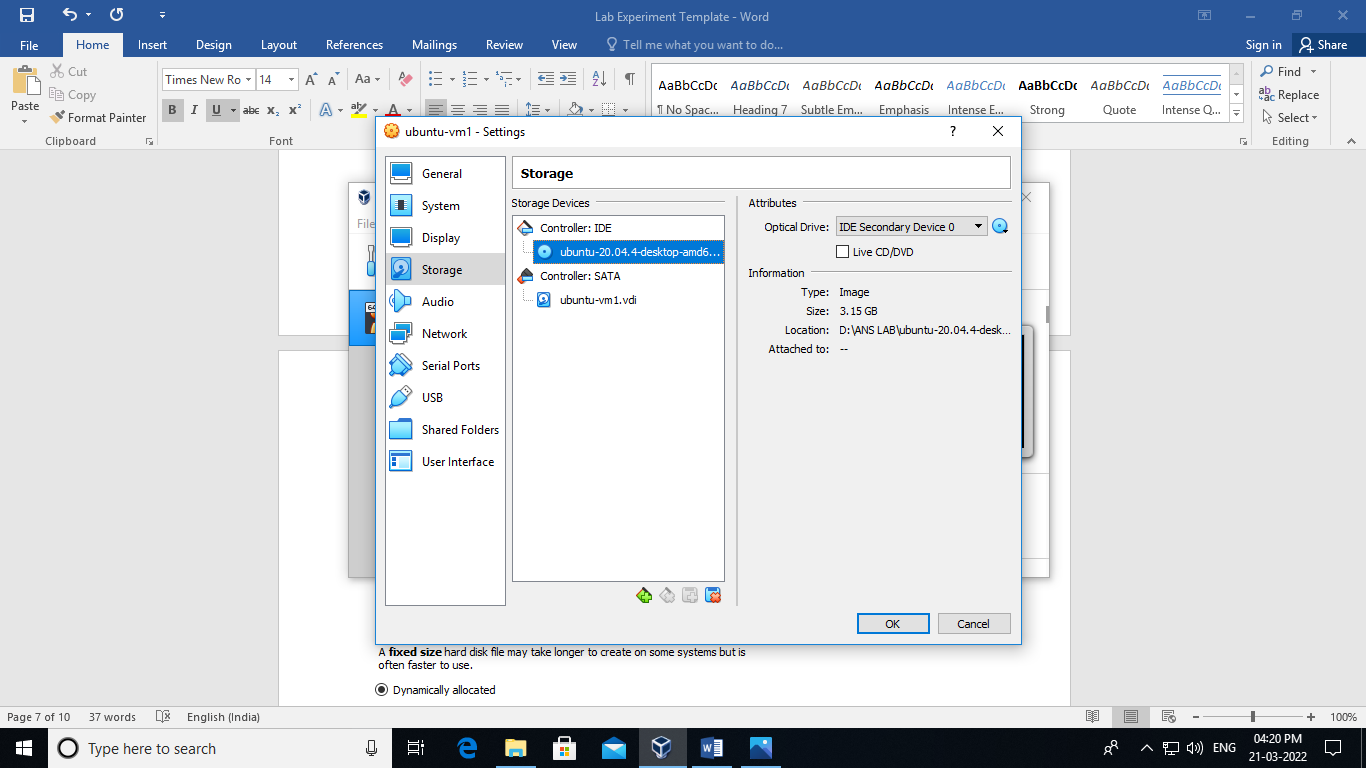 Lab Experiment Template - Word
File Home Insert Design Layout References Mailings Review View Tell me what you want to do... Sign in Share
Paste
Cut
Copy
Format Painter
Clipboard
Times New Ro 14 Aa
B I U abc x₂ x² A ab A
Font
AaBbCcDc AaBbCcDc AaBbCcDc AaBbCcDc AaBbCcDc AaBbCcDc AaBbCcDc AaBbCcDc
¶ No Spac... Heading 7 Subtle Em... Emphasis Intense E... Strong Quote Intense Q...
Find
Replace
Select
Editing
File
ubuntu-vm1 - Settings
General
System
Display
Storage
Audio
Network
Serial Ports
USB
Shared Folders
User Interface
Storage
Storage Devices
Controller: IDE
ubuntu-20.04.4-desktop-amd6...
Controller: SATA
ubuntu-vm1.vdi
Attributes
Optical Drive: IDE Secondary Device 0
Live CD/DVD
Information
Type: Image
Size: 3.15 GB
Location: D:\ANS LAB\ubuntu-20.04.4-desk...
Attached to: --
OK Cancel
A fixed size hard disk file may take longer to create on some systems but is
often faster to use.
Dynamically allocated
Page 7 of 10 37 words English (India) 100%
Type here to search
ENG
04:20 PM
21-03-2022